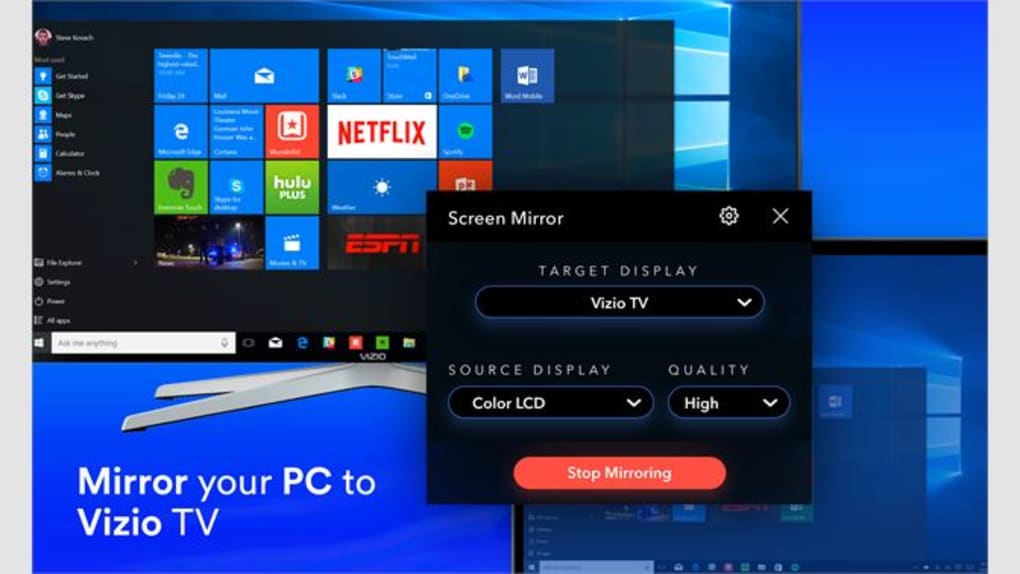 Steve Kovach
Most used
Get Started
Get Skype
Maps
People
Calculator
Alarms & Clock
File Explorer
Settings
Power
All apps
Ask me anything
Friday 24
Mail
Slack
TouchMail
Store
OneDrive
Word Mobile
Microsoft Edge
Cortana
Wunderlist
NETFLIX
Spotify
Evernote Touch
Skype for
desktop
hulu
PLUS
Weather
News
Movies & TV
ESPN
VIZIO
Screen Mirror
TARGET DISPLAY
Vizio TV
SOURCE DISPLAY
QUALITY
Color LCD
High
Stop Mirroring
Mirror your PC to
Vizio TV